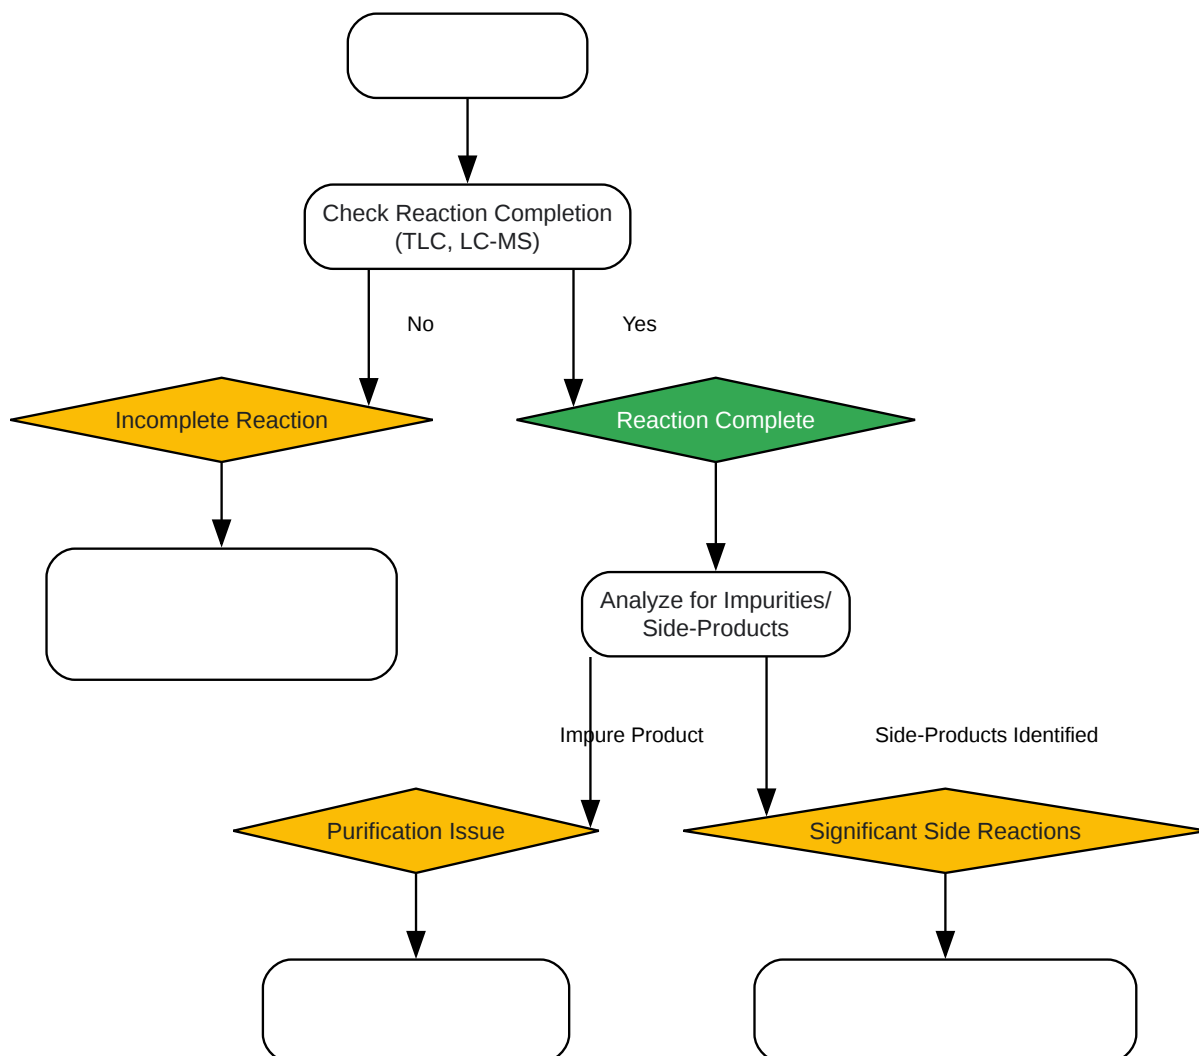 Check Reaction Completion
(TLC, LC-MS)
No
Yes
Incomplete Reaction
Reaction Complete
Analyze for Impurities/
Side-Products
Impure Product
Side-Products Identified
Purification Issue
Significant Side Reactions